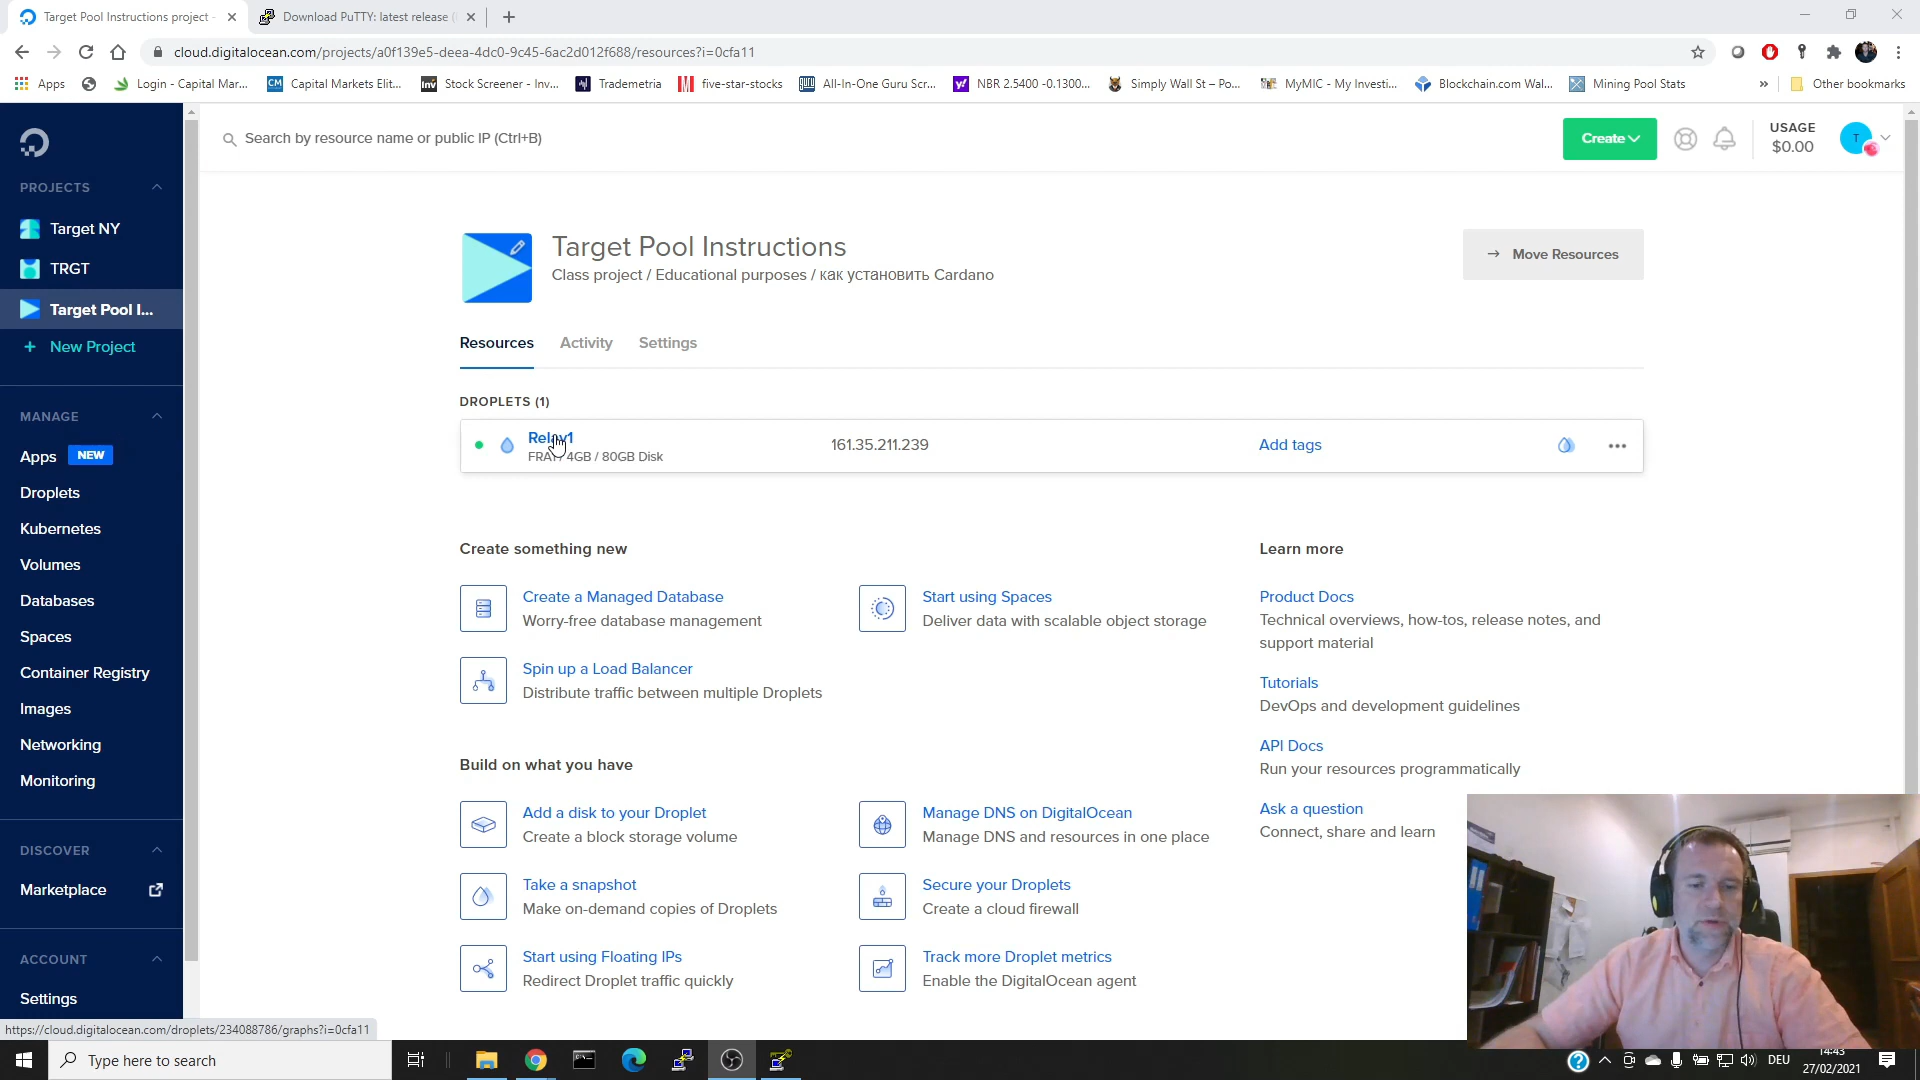 Target Pool Instructions project -
Download PuTTY: latest release (
cloud.digitalocean.com/projects/a0f139e5-deea-4dc0-9c45-6ac2d012f688/resources?i=0cfa11
Apps
Login - Capital Mar...
CM
Capital Markets Elit...
Inv
Stock Screener - Inv...
Trademetria
five-star-stocks
All-In-One Guru Scr...
NBR 2.5400 -0.1300...
Simply Wall St – Po...
MyMIC - My Investi...
Blockchain.com Wal...
Mining Pool Stats
»
Other bookmarks
Search by resource name or public IP (Ctrl+B)
Create
USAGE
$0.00
T
PROJECTS
Target NY
TRGT
Target Pool I...
+ New Project
MANAGE
Apps NEW
Droplets
Kubernetes
Volumes
Databases
Spaces
Container Registry
Images
Networking
Monitoring
DISCOVER
Marketplace
ACCOUNT
Settings
Target Pool Instructions
Class project / Educational purposes / как установить Cardano
→ Move Resources
Resources
Activity
Settings
DROPLETS (1)
Relay1
FRA1 / 4GB / 80GB Disk
161.35.211.239
Add tags
Create something new
Create a Managed Database
Worry-free database management
Start using Spaces
Deliver data with scalable object storage
Spin up a Load Balancer
Distribute traffic between multiple Droplets
Learn more
Product Docs
Technical overviews, how-tos, release notes, and
support material
Tutorials
DevOps and development guidelines
API Docs
Run your resources programmatically
Ask a question
Connect, share and learn
Build on what you have
Add a disk to your Droplet
Create a block storage volume
Manage DNS on DigitalOcean
Manage DNS and resources in one place
Take a snapshot
Make on-demand copies of Droplets
Secure your Droplets
Create a cloud firewall
Start using Floating IPs
Redirect Droplet traffic quickly
Track more Droplet metrics
Enable the DigitalOcean agent
https://cloud.digitalocean.com/droplets/234088786/graphs?i=0cfa11
Type here to search
DEU
14:43
27/02/2021